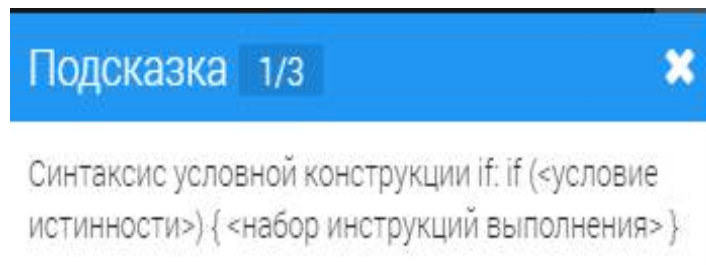 Подсказка 1/3
Синтаксис условной конструкции if: if (<условие
истинности>) { <набор инструкций выполнения> }